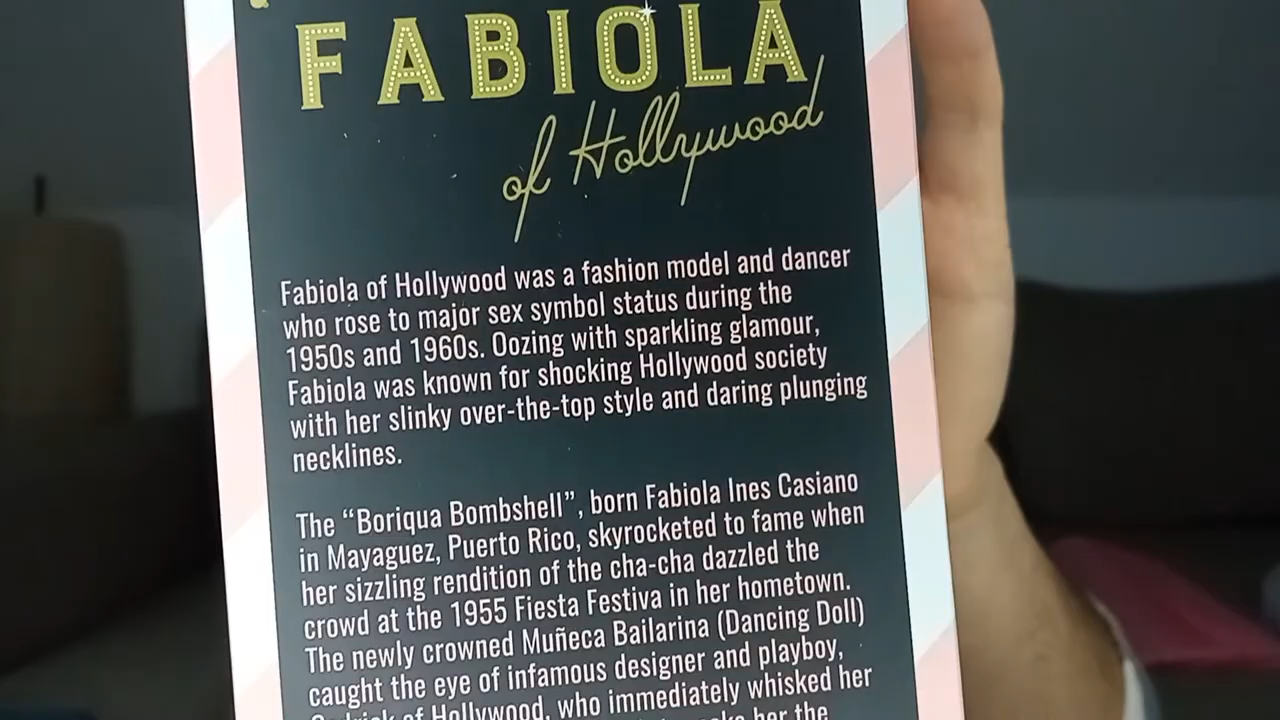 FABIOLA
of Hollywood
Fabiola of Hollywood was a fashion model and dancer
who rose to major sex symbol status during the
1950s and 1960s. Oozing with sparkling glamour,
Fabiola was known for shocking Hollywood society
with her slinky over-the-top style and daring plunging
necklines.
The “Boriqua Bombshell”, born Fabiola Ines Casiano
in Mayaguez, Puerto Rico, skyrocketed to fame when
her sizzling rendition of the cha-cha dazzled the
crowd at the 1955 Fiesta Festiva in her hometown.
The newly crowned Muñeca Bailarina (Dancing Doll)
caught the eye of infamous designer and playboy,
of Hollywood, who immediately whisked her
her the